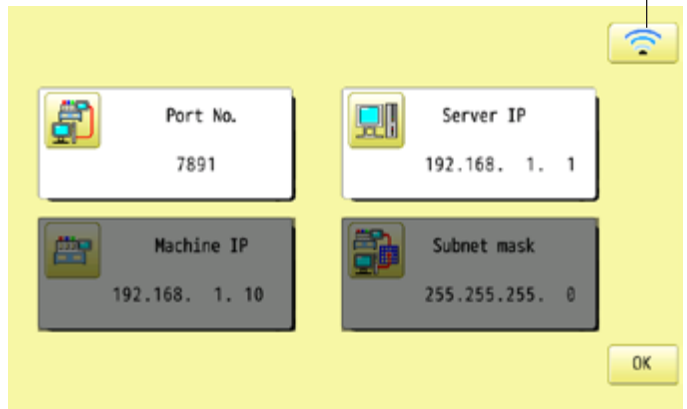 Port No.
7891
Server IP
192.168. 1. 1
Machine IP
192.168. 1. 10
Subnet mask
255.255.255. 0
OK